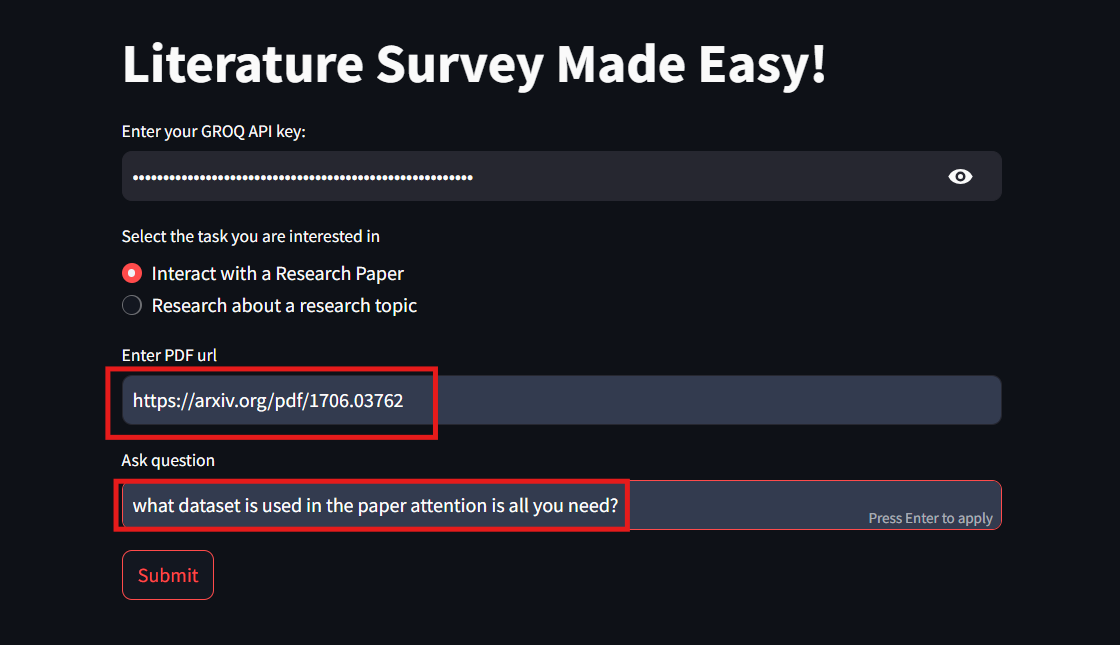 Literature Survey Made Easy!
Enter your GROQ API key:
••••••••••••••••••••••••••••••••••••••••••••••••••••••••
Select the task you are interested in
Interact with a Research Paper
Research about a research topic
Enter PDF url
https://arxiv.org/pdf/1706.03762
Ask question
what dataset is used in the paper attention is all you need?
Press Enter to apply
Submit